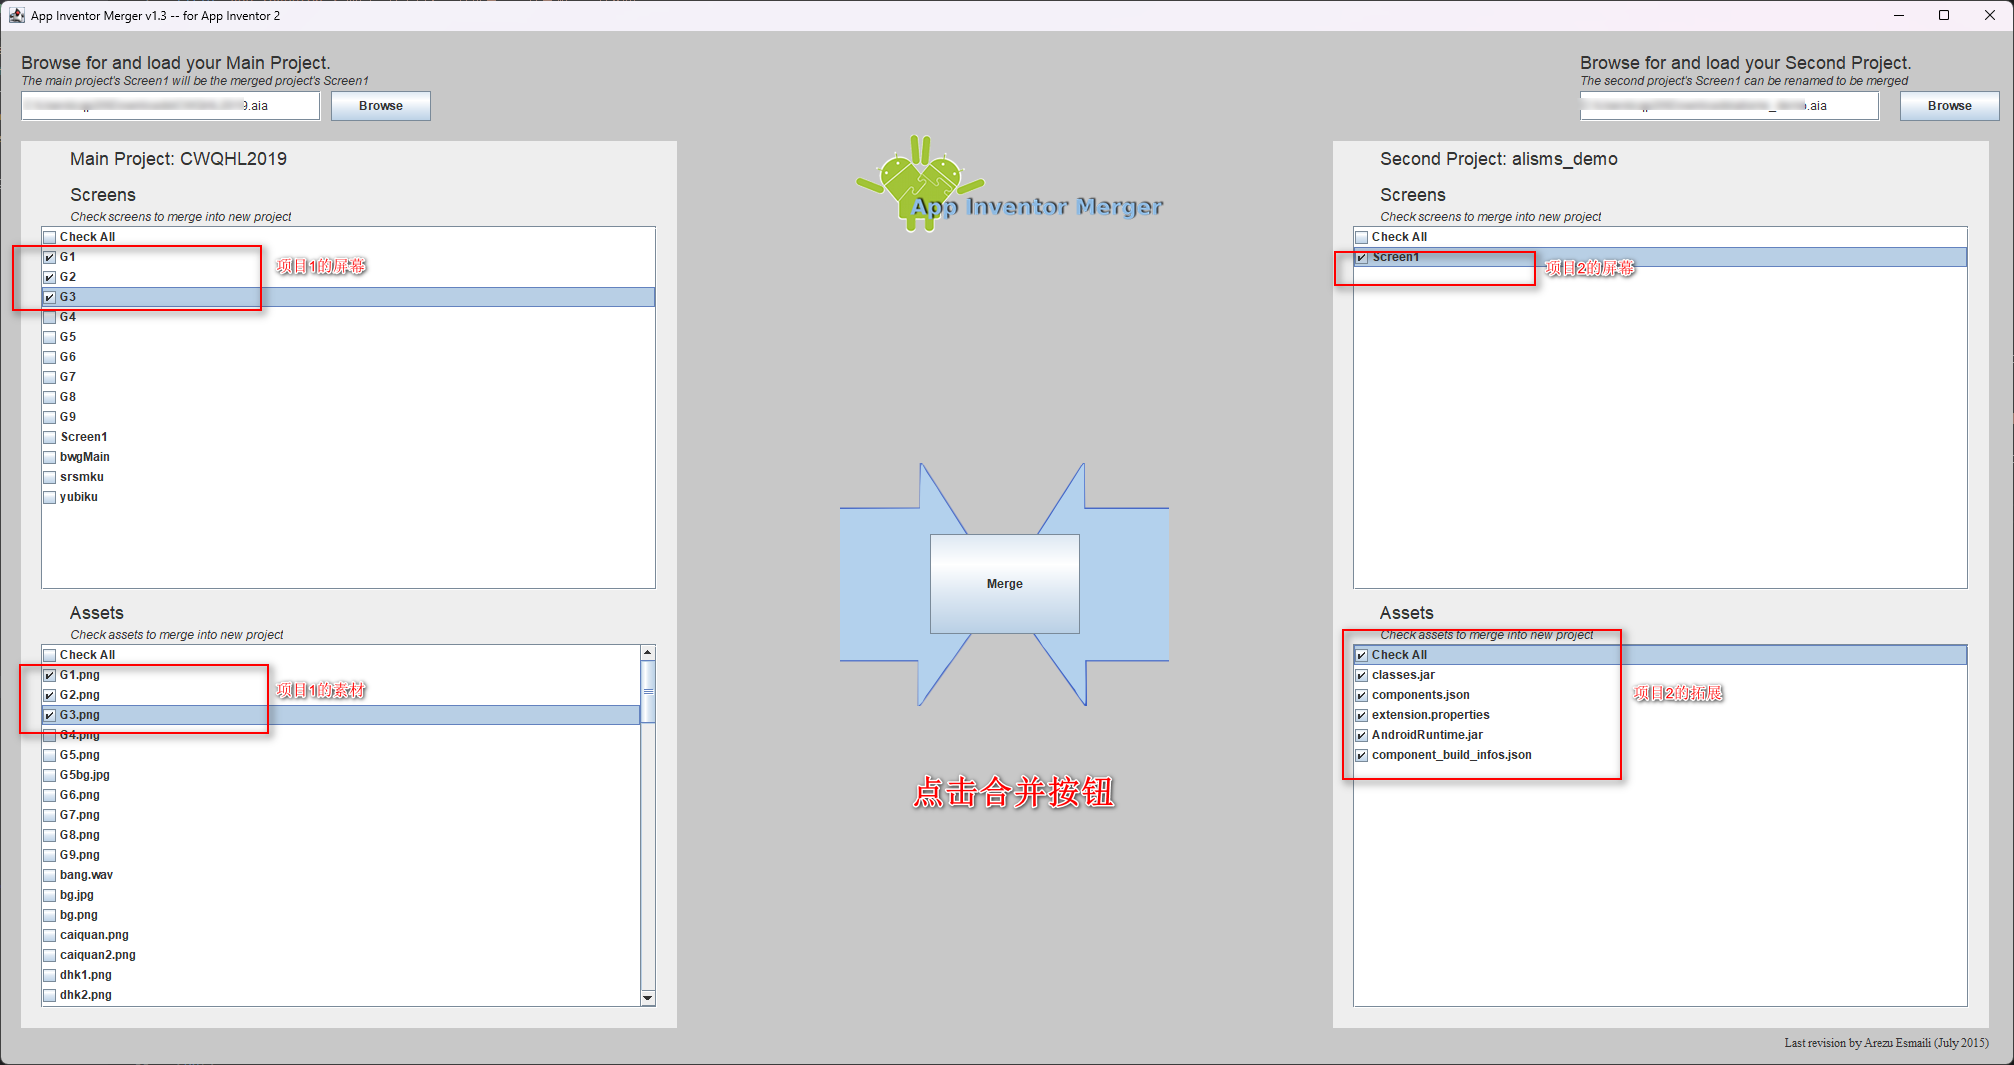 App Inventor Merger v1.3 -- for App Inventor 2
Browse for and load your Main Project.
The main project's Screen1 will be the merged project's Screen1
9.aia
Browse
Main Project: CWQHL2019
Screens
Check screens to merge into new project
Check All
G1
G2
G3
G4
G5
G6
G7
G8
G9
Screen1
bwgMain
srsmku
yubiku
项目1的屏幕
Assets
Check assets to merge into new project
Check All
G1.png
G2.png
G3.png
G4.png
G5.png
G5bg.jpg
G6.png
G7.png
G8.png
G9.png
bang.wav
bg.jpg
bg.png
caiquan.png
caiquan2.png
dhk1.png
dhk2.png
项目1的素材
App Inventor Merger
Merge
点击合并按钮
Browse for and load your Second Project.
The second project's Screen1 can be renamed to be merged
.aia
Browse
Second Project: alisms_demo
Screens
Check screens to merge into new project
Check All
Screen1
项目2的屏幕
Assets
Check assets to merge into new project
Check All
classes.jar
components.json
extension.properties
AndroidRuntime.jar
component_build_infos.json
项目2的拓展
Last revision by Arezu Esmaili (July 2015)